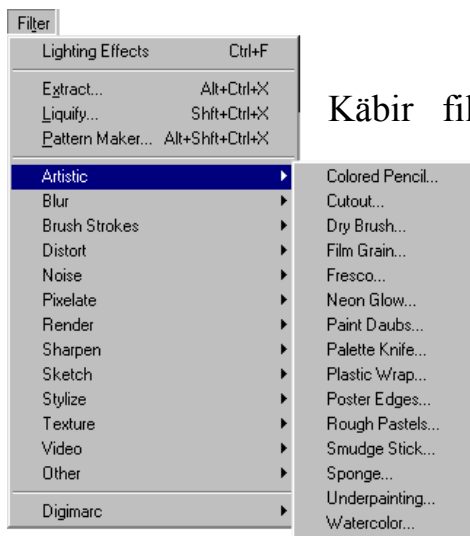 Filter
Lighting Effects Ctrl+F
Extract... Alt+Ctrl+X
Liquify... Shft+Ctrl+X
Pattern Maker... Alt+Shft+Ctrl+X
Artistic
Blur
Brush Strokes
Distort
Noise
Pixelate
Render
Sharpen
Sketch
Stylize
Texture
Video
Other
Digimarc
Käbir
Colored Pencil...
Cutout...
Dry Brush...
Film Grain...
Fresco...
Neon Glow...
Paint Daubs...
Palette Knife...
Plastic Wrap...
Poster Edges...
Rough Pastels...
Smudge Stick...
Sponge...
Underpainting...
Watercolor...